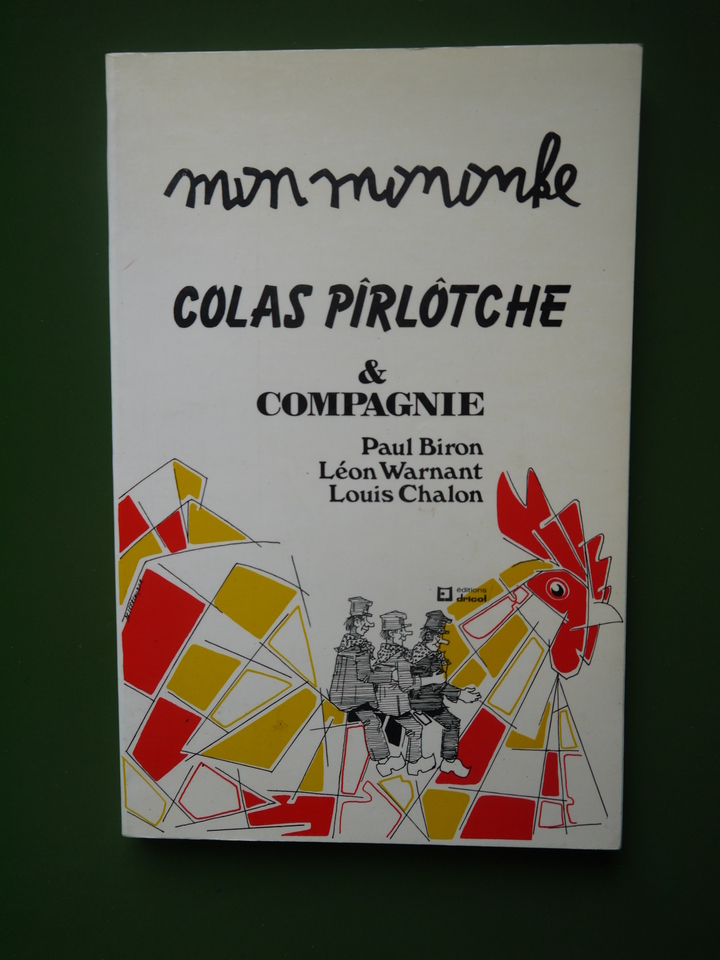 mon mononke
COLAS PÎRLÔTCHE
&
COMPAGNIE
Paul Biron
Léon Warnant
Louis Chalon
éditions
dricot